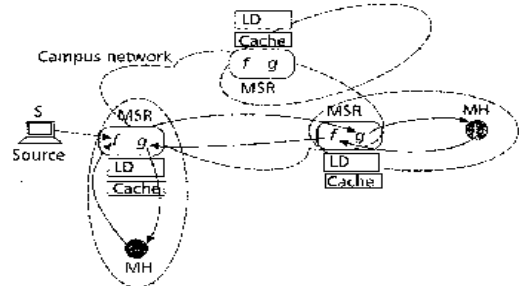 LD
Cache
Campus network
f g
MSR
S
Source
MSR
f g
LD
Cache
MH
MSR
f g
LD
Cache
MH